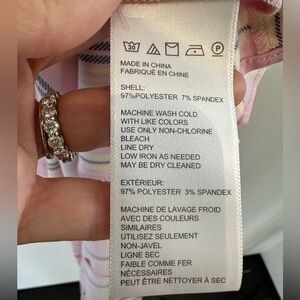 30 P
MADE IN CHINA
FABRIQUÉ EN CHINE
SHELL:
97%POLYESTER 7% SPANDEX
MACHINE WASH COLD
WITH LIKE COLORS
USE ONLY NON-CHLORINE
BLEACH
LINE DRY
LOW IRON AS NEEDED
MAY BE DRY CLEANED
EXTÉRIEUR:
97% POLYESTER 3% SPANDEX
MACHINE DE LAVAGE FROID
AVEC DES COULEURS
SIMILAIRES
UTILISEZ SEULEMENT
NON-JAVEL
LIGNE SEC
FAIBLE COMME FER
NÉCESSAIRES
PEUT ÊTRE NETTOYER À SEC